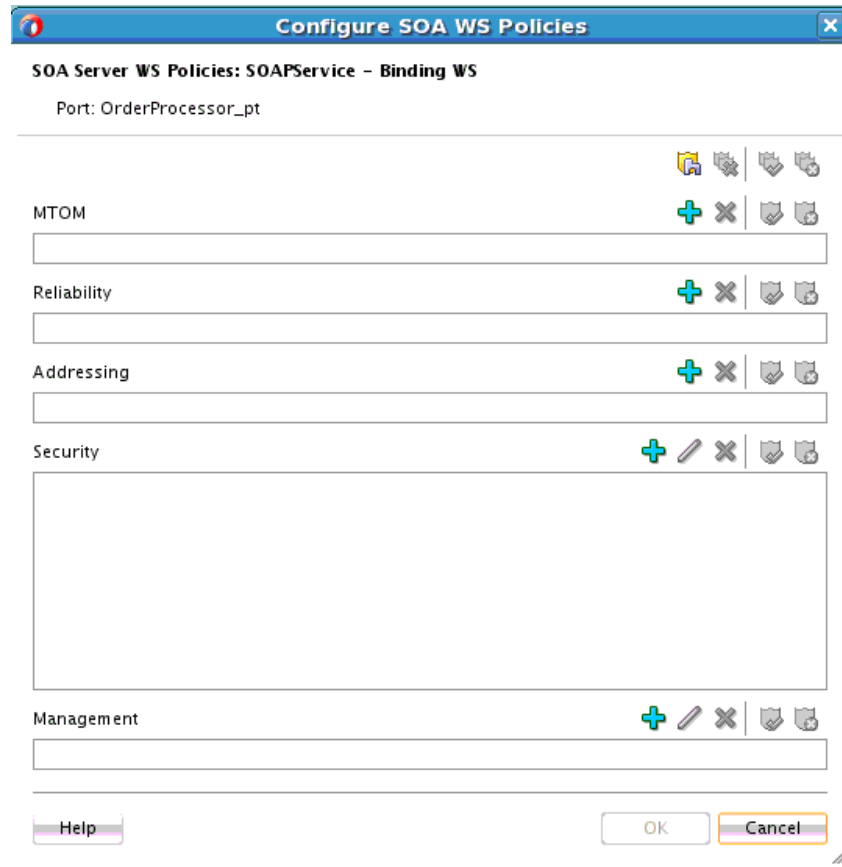 Configure SOA WS Policies
SOA Server WS Policies: SOAPService – Binding WS
Port: OrderProcessor_pt
MTOM
Reliability
Addressing
Security
Management
Help
OK
Cancel